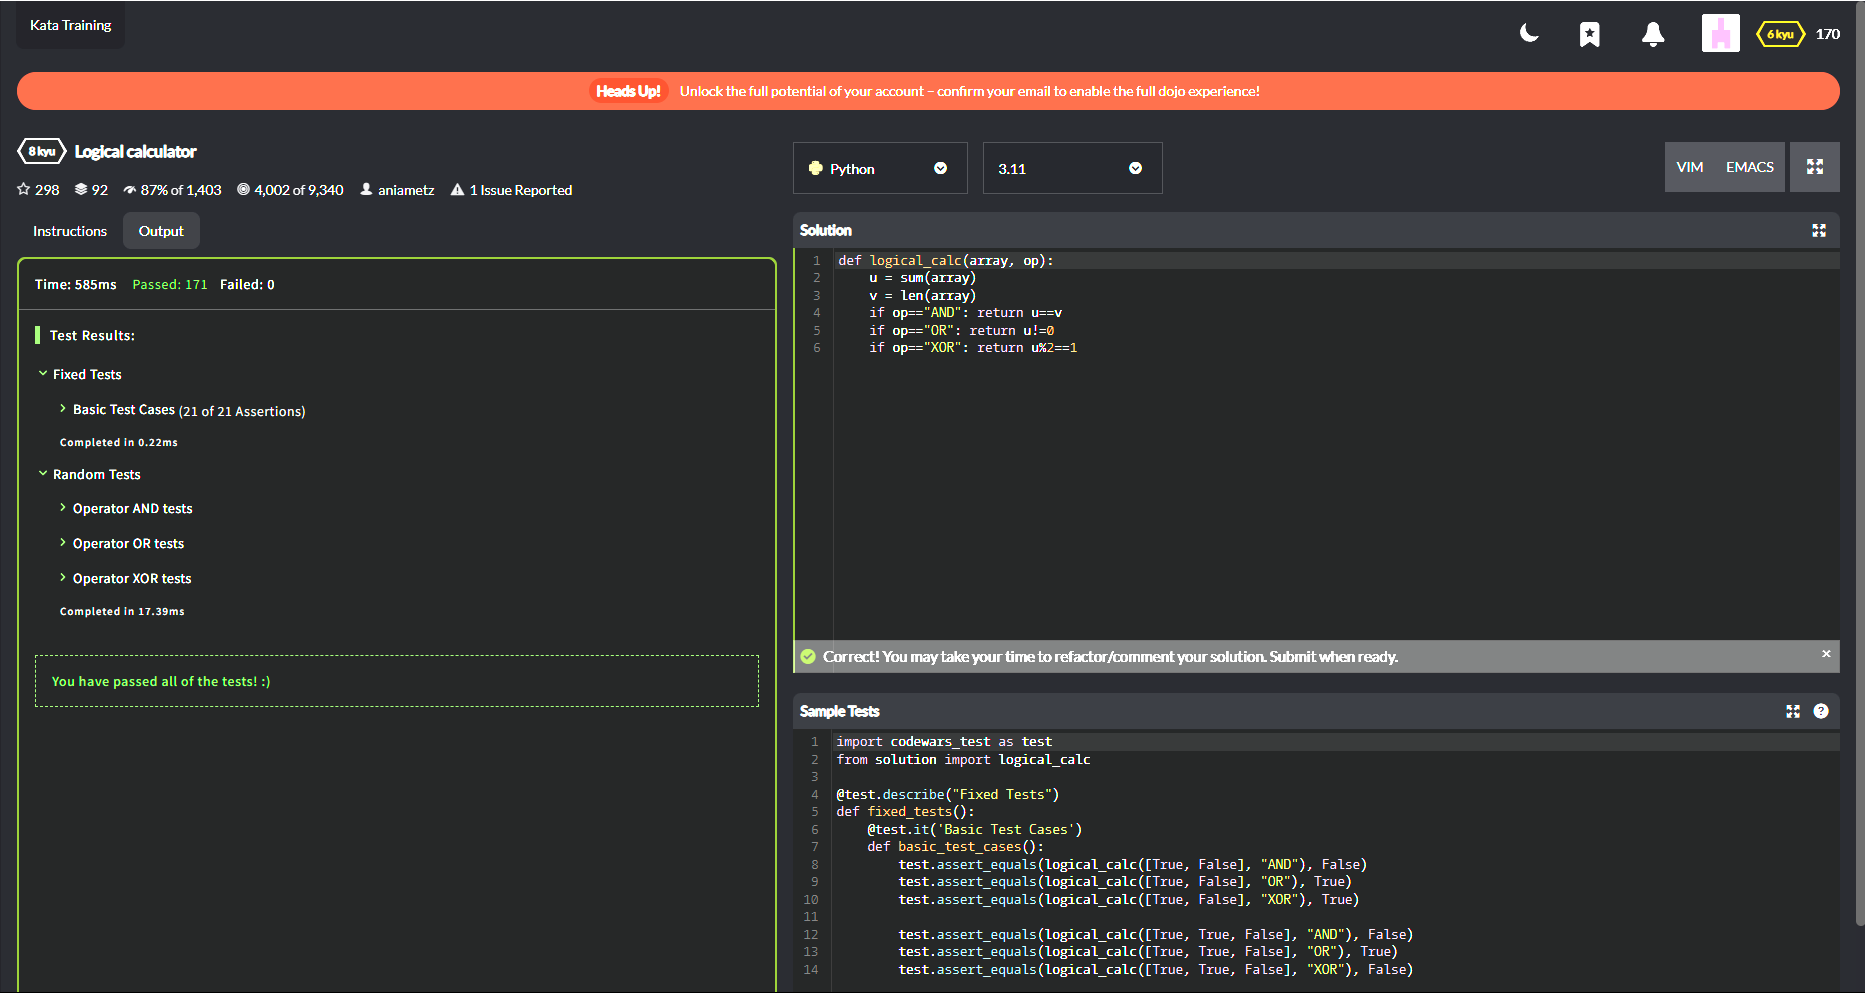 Kata Training
6 kyu 170
Heads Up! Unlock the full potential of your account – confirm your email to enable the full dojo experience!
8 kyu Logical calculator
298 92 87% of 1,403 4,002 of 9,340 aniametz 1 Issue Reported
Instructions Output
Time: 585ms Passed: 171 Failed: 0
Test Results:
Fixed Tests
Basic Test Cases (21 of 21 Assertions)
Completed in 0.22ms
Random Tests
Operator AND tests
Operator OR tests
Operator XOR tests
Completed in 17.39ms
You have passed all of the tests! :)
Python 3.11 VIM EMACS
Solution
1 def logical_calc(array, op):
2 u = sum(array)
3 v = len(array)
4 if op=="AND": return u==v
5 if op=="OR": return u!=0
6 if op=="XOR": return u%2==1
Correct! You may take your time to refactor/comment your solution. Submit when ready. ×
Sample Tests ?
1 import codewars_test as test
2 from solution import logical_calc
3
4 @test.describe("Fixed Tests")
5 def fixed_tests():
6 @test.it('Basic Test Cases')
7 def basic_test_cases():
8 test.assert_equals(logical_calc([True, False], "AND"), False)
9 test.assert_equals(logical_calc([True, False], "OR"), True)
10 test.assert_equals(logical_calc([True, False], "XOR"), True)
11
12 test.assert_equals(logical_calc([True, True, False], "AND"), False)
13 test.assert_equals(logical_calc([True, True, False], "OR"), True)
14 test.assert_equals(logical_calc([True, True, False], "XOR"), False)